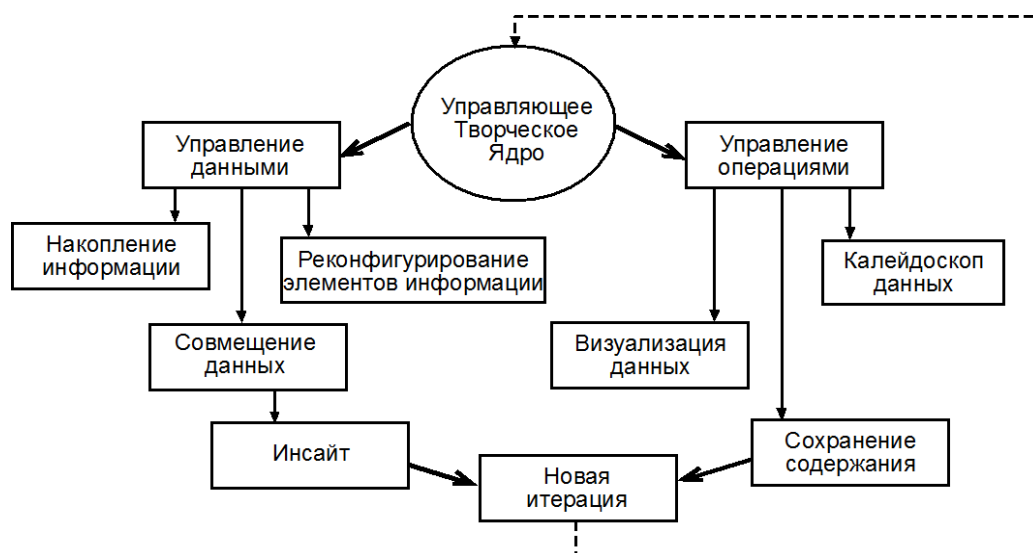 Управляющее
Творческое
Ядро
Управление
данными
Управление
операциями
Накопление
информации
Реконфигурирование
элементов информации
Калейдоскоп
данных
Совмещение
данных
Визуализация
данных
Инсайт
Сохранение
содержания
Новая
итерация